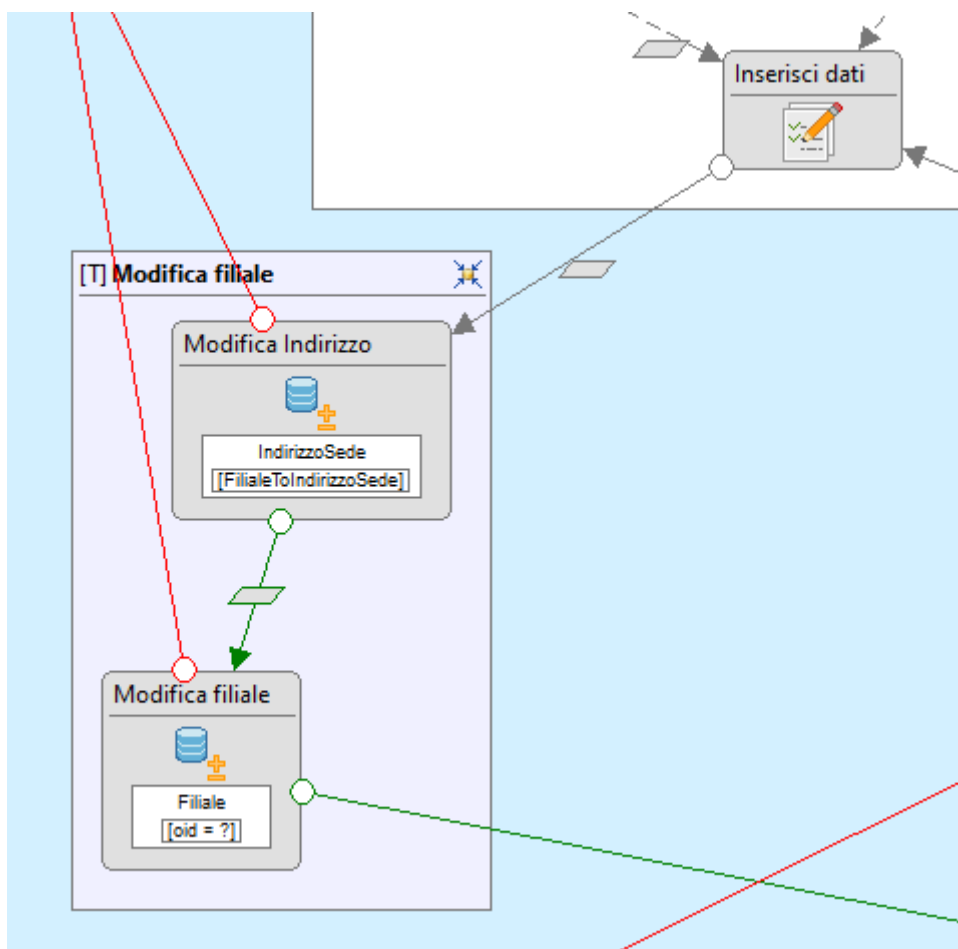 Inserisci dati
[T] Modifica filiale
Modifica Indirizzo
IndirizzoSede
[FilialeToIndirizzoSede]
Modifica filiale
Filiale
[oid = ?]